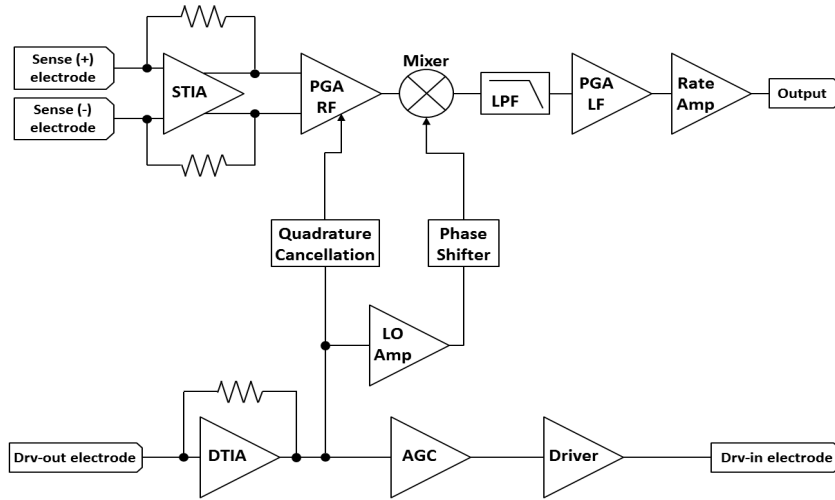 Sense (+)
electrode
Sense (-)
electrode
STIA
PGA
RF
Mixer
LPF
PGA
LF
Rate
Amp
Output
Quadrature
Cancellation
Phase
Shifter
LO
Amp
Drv-out electrode
DTIA
AGC
Driver
Drv-in electrode